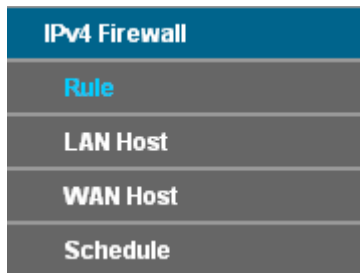 IPv4 Firewall
Rule
LAN Host
WAN Host
Schedule